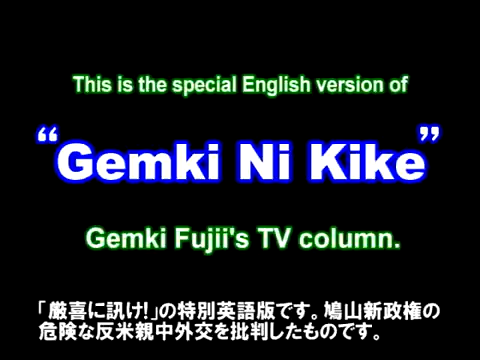 This is the special English version of
“Gemki Ni Kike”
Gemki Fujii's TV column.
「厳喜に訊け!」の特別英語版です。鳩山新政権の
危険な反米親中外交を批判したものです。